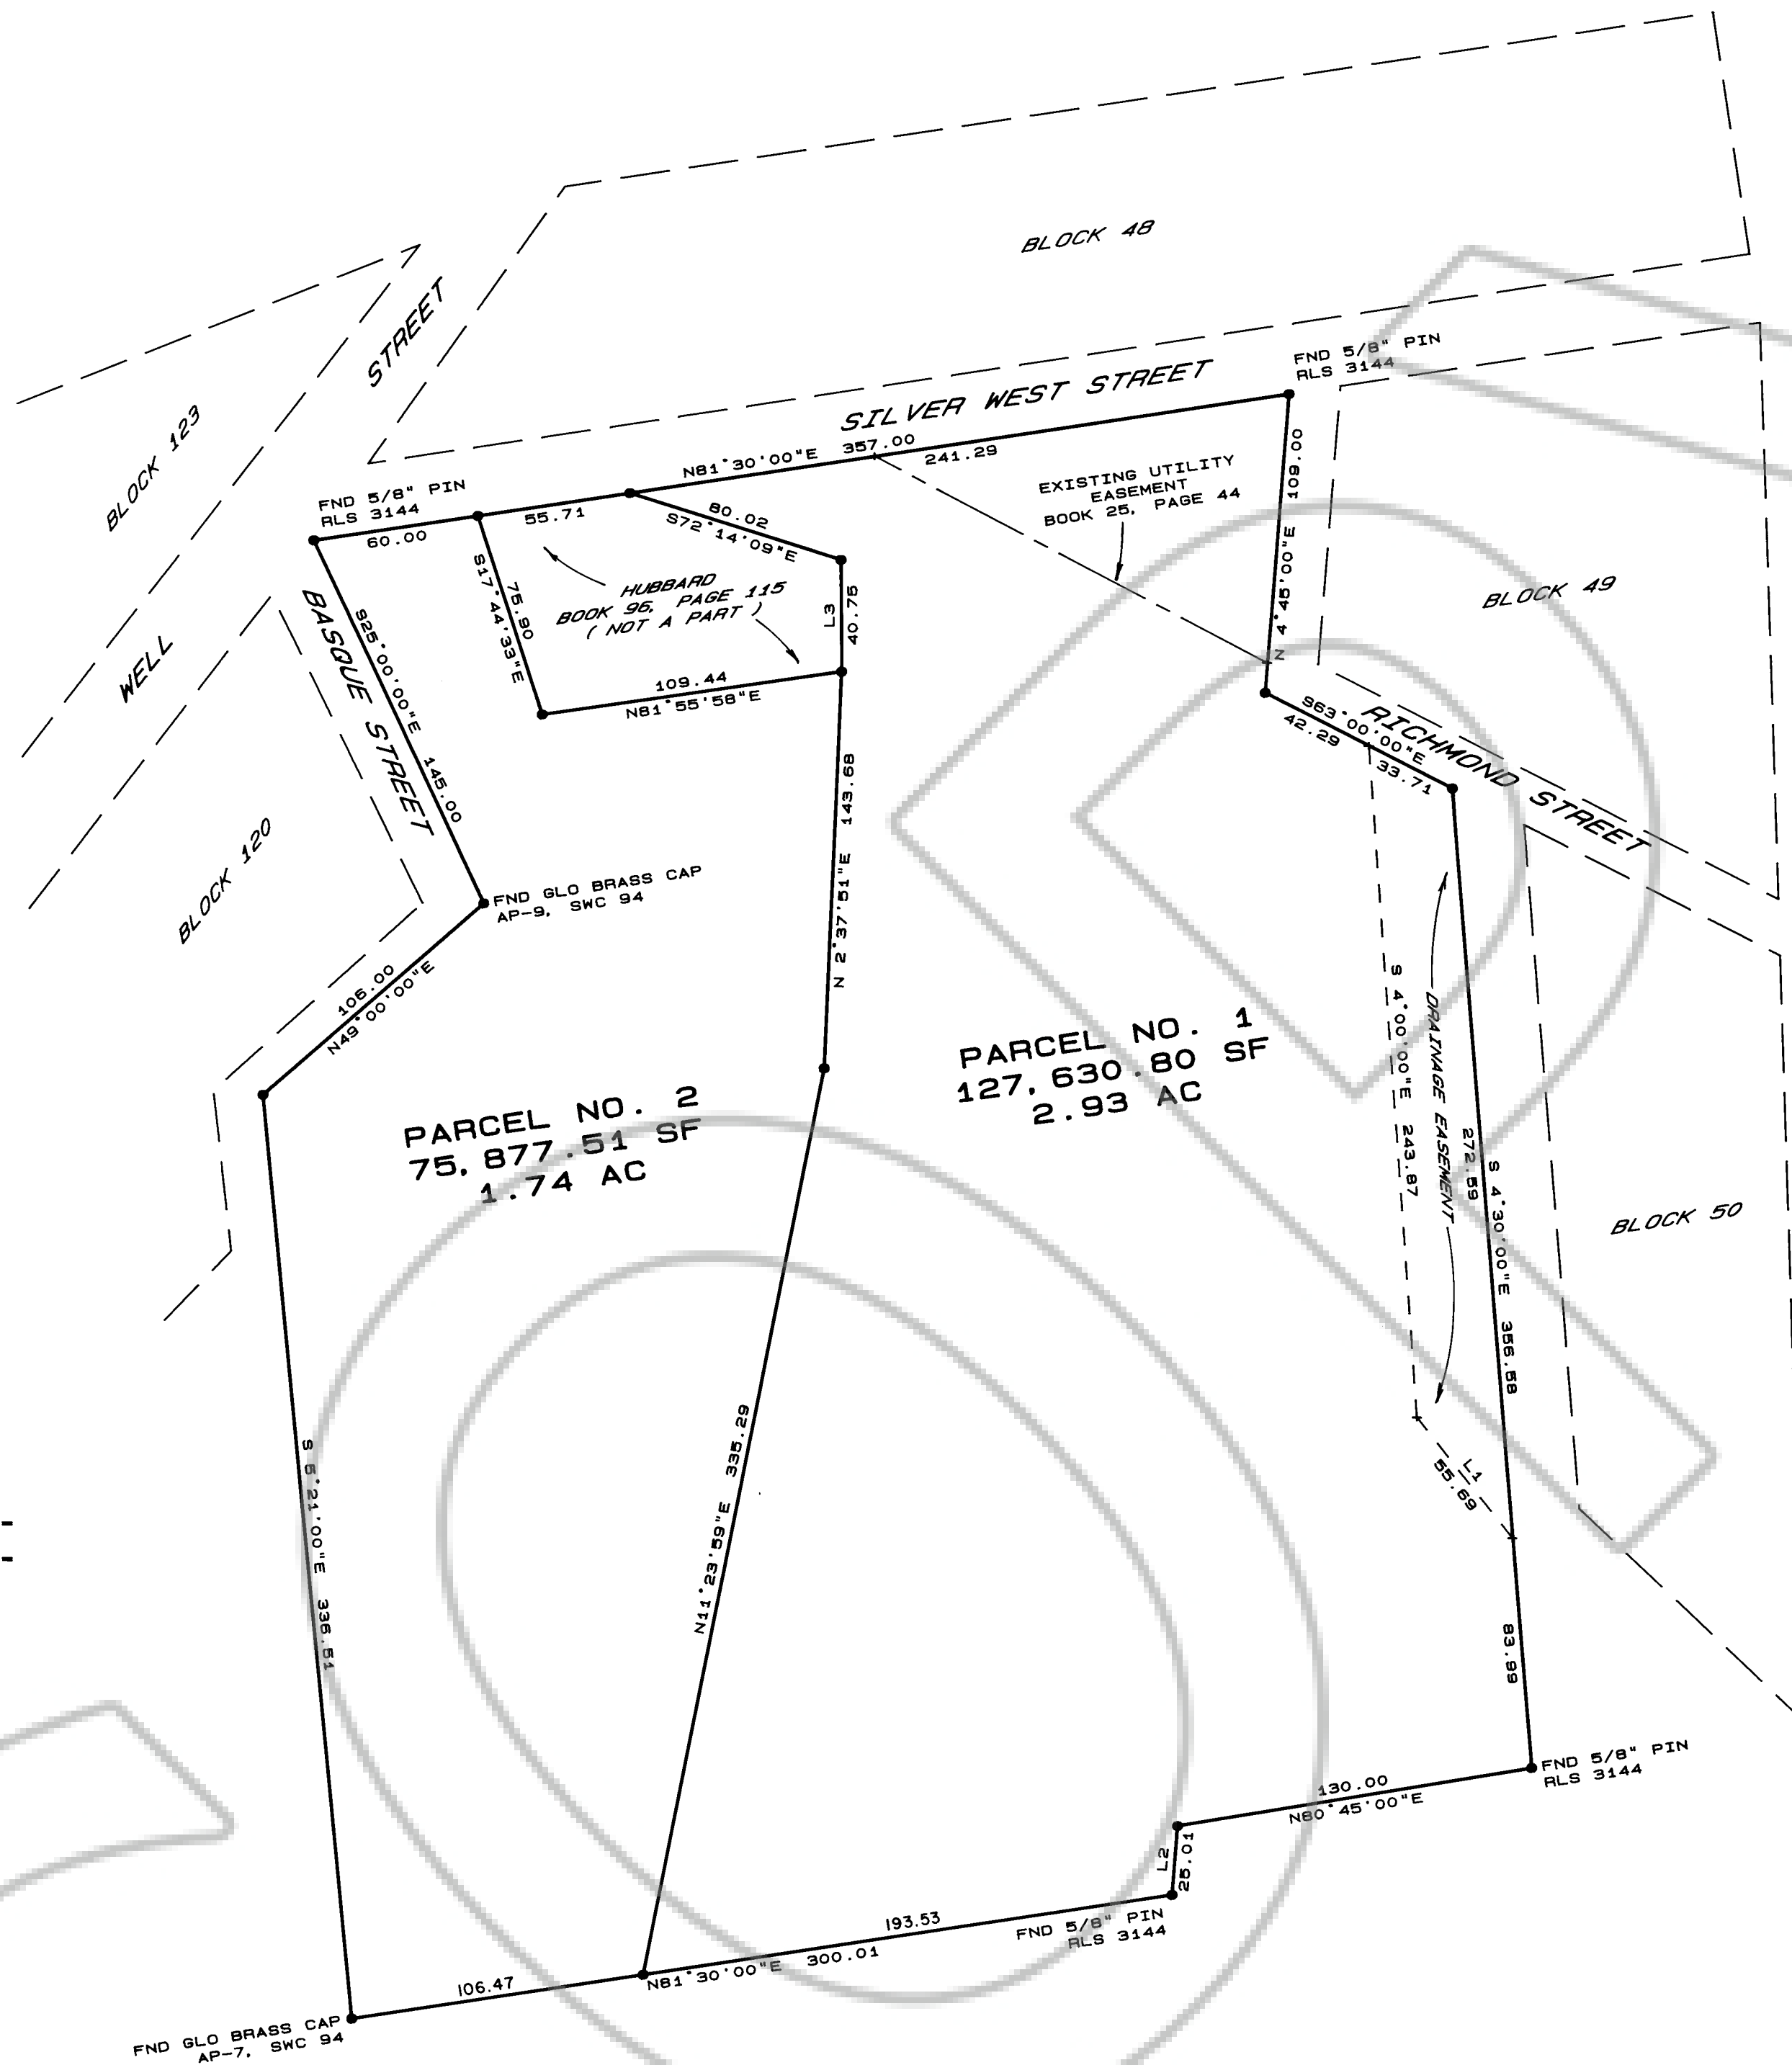 BLOCK 48
STREET
BLOCK 123
FND 5/8" PIN
RLS 3144
SILVER WEST STREET
N81°30'00"E 357.00
241.29
EXISTING UTILITY
EASEMENT
BOOK 25, PAGE 44
N 4°45'00"E 109.00
FND 5/8" PIN
RLS 3144
60.00
55.71
80.02
S72°14'09"E
S17°44'33"E
75.90
HUBBARD
BOOK 96, PAGE 115
( NOT A PART )
L3
40.75
109.44
N81°55'58"E
BASQUE STREET
S25°00'00"E 145.00
WELL
BLOCK 49
S63°00'00"E
42.29
33.71
RICHMOND STREET
BLOCK 120
FND GLO BRASS CAP
AP-9, SWC 94
106.00
N49°00'00"E
N 2°37'51"E 143.68
PARCEL NO. 1
127,630.80 SF
2.93 AC
PARCEL NO. 2
75,877.51 SF
1.74 AC
S 4°00'00"E 243.87
DRAINAGE EASEMENT
272.59
S 4°30'00"E 356.58
BLOCK 50
L1
55.69
83.99
S 5°21'00"E 336.51
N11°23'59"E 335.29
FND 5/8" PIN
RLS 3144
130.00
N80°45'00"E
L2
25.01
193.53
FND 5/8" PIN
RLS 3144
N81°30'00"E 300.01
106.47
FND GLO BRASS CAP
AP-7, SWC 94